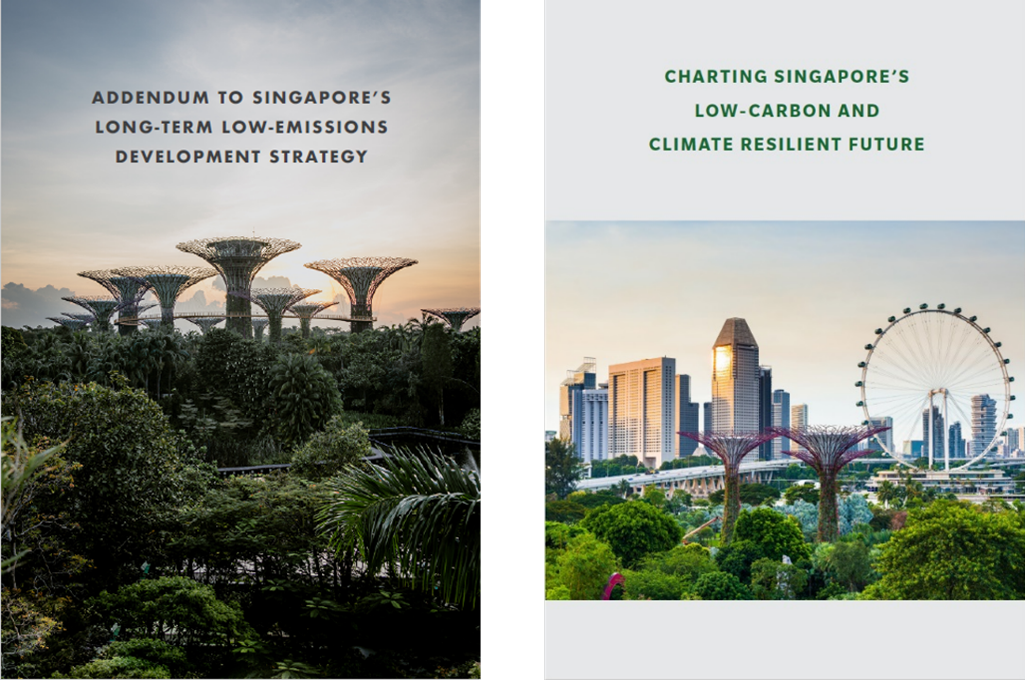 ADDENDUM TO SINGAPORE’S
LONG-TERM LOW-EMISSIONS
DEVELOPMENT STRATEGY
CHARTING SINGAPORE’S
LOW-CARBON AND
CLIMATE RESILIENT FUTURE